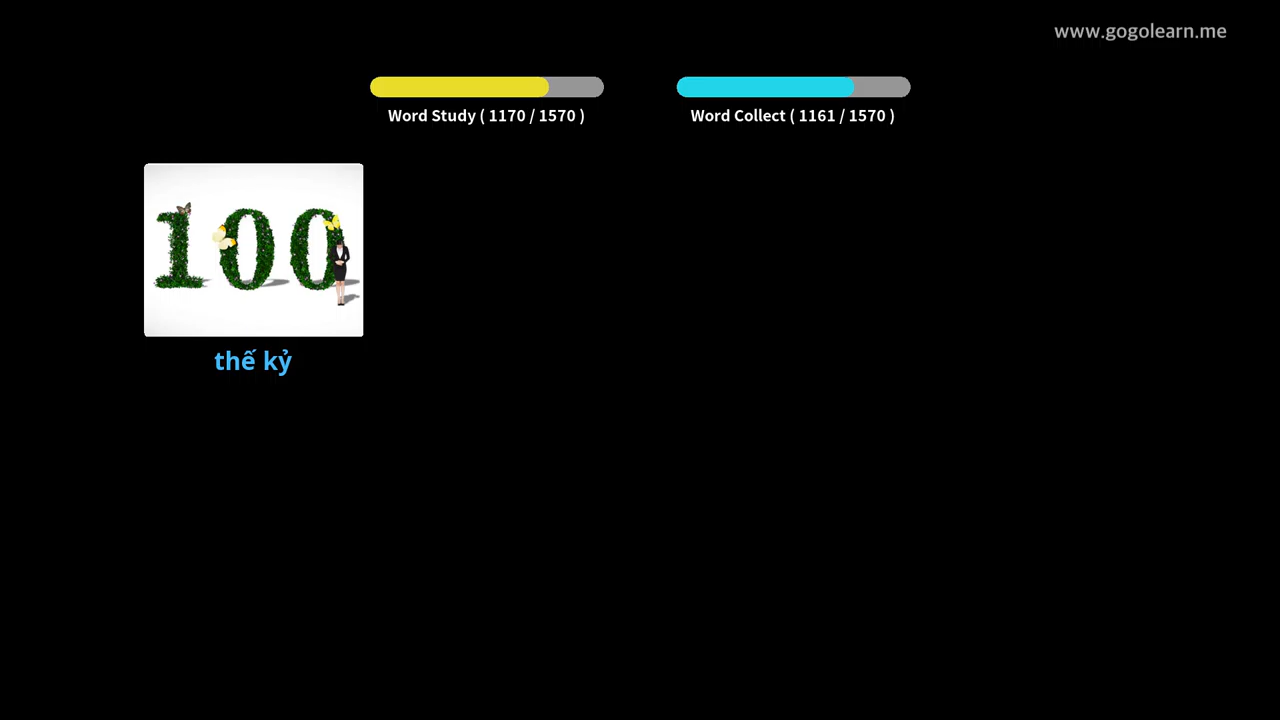 www.gogolearn.me
Word Study ( 1170 / 1570 )
Word Collect ( 1161 / 1570 )
100
thế kỷ